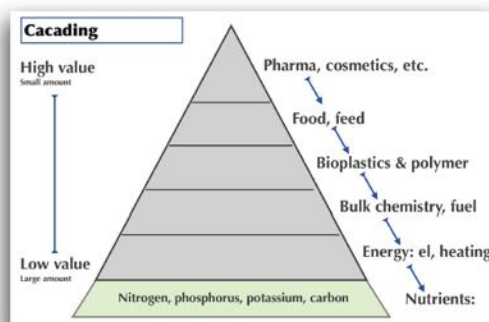 Cacading
High value
Small amount
Pharma, cosmetics, etc.
Food, feed
Bioplastics & polymer
Bulk chemistry, fuel
Energy: el, heating
Low value
Large amount
Nitrogen, phosphorus, potassium, carbon
Nutrients: